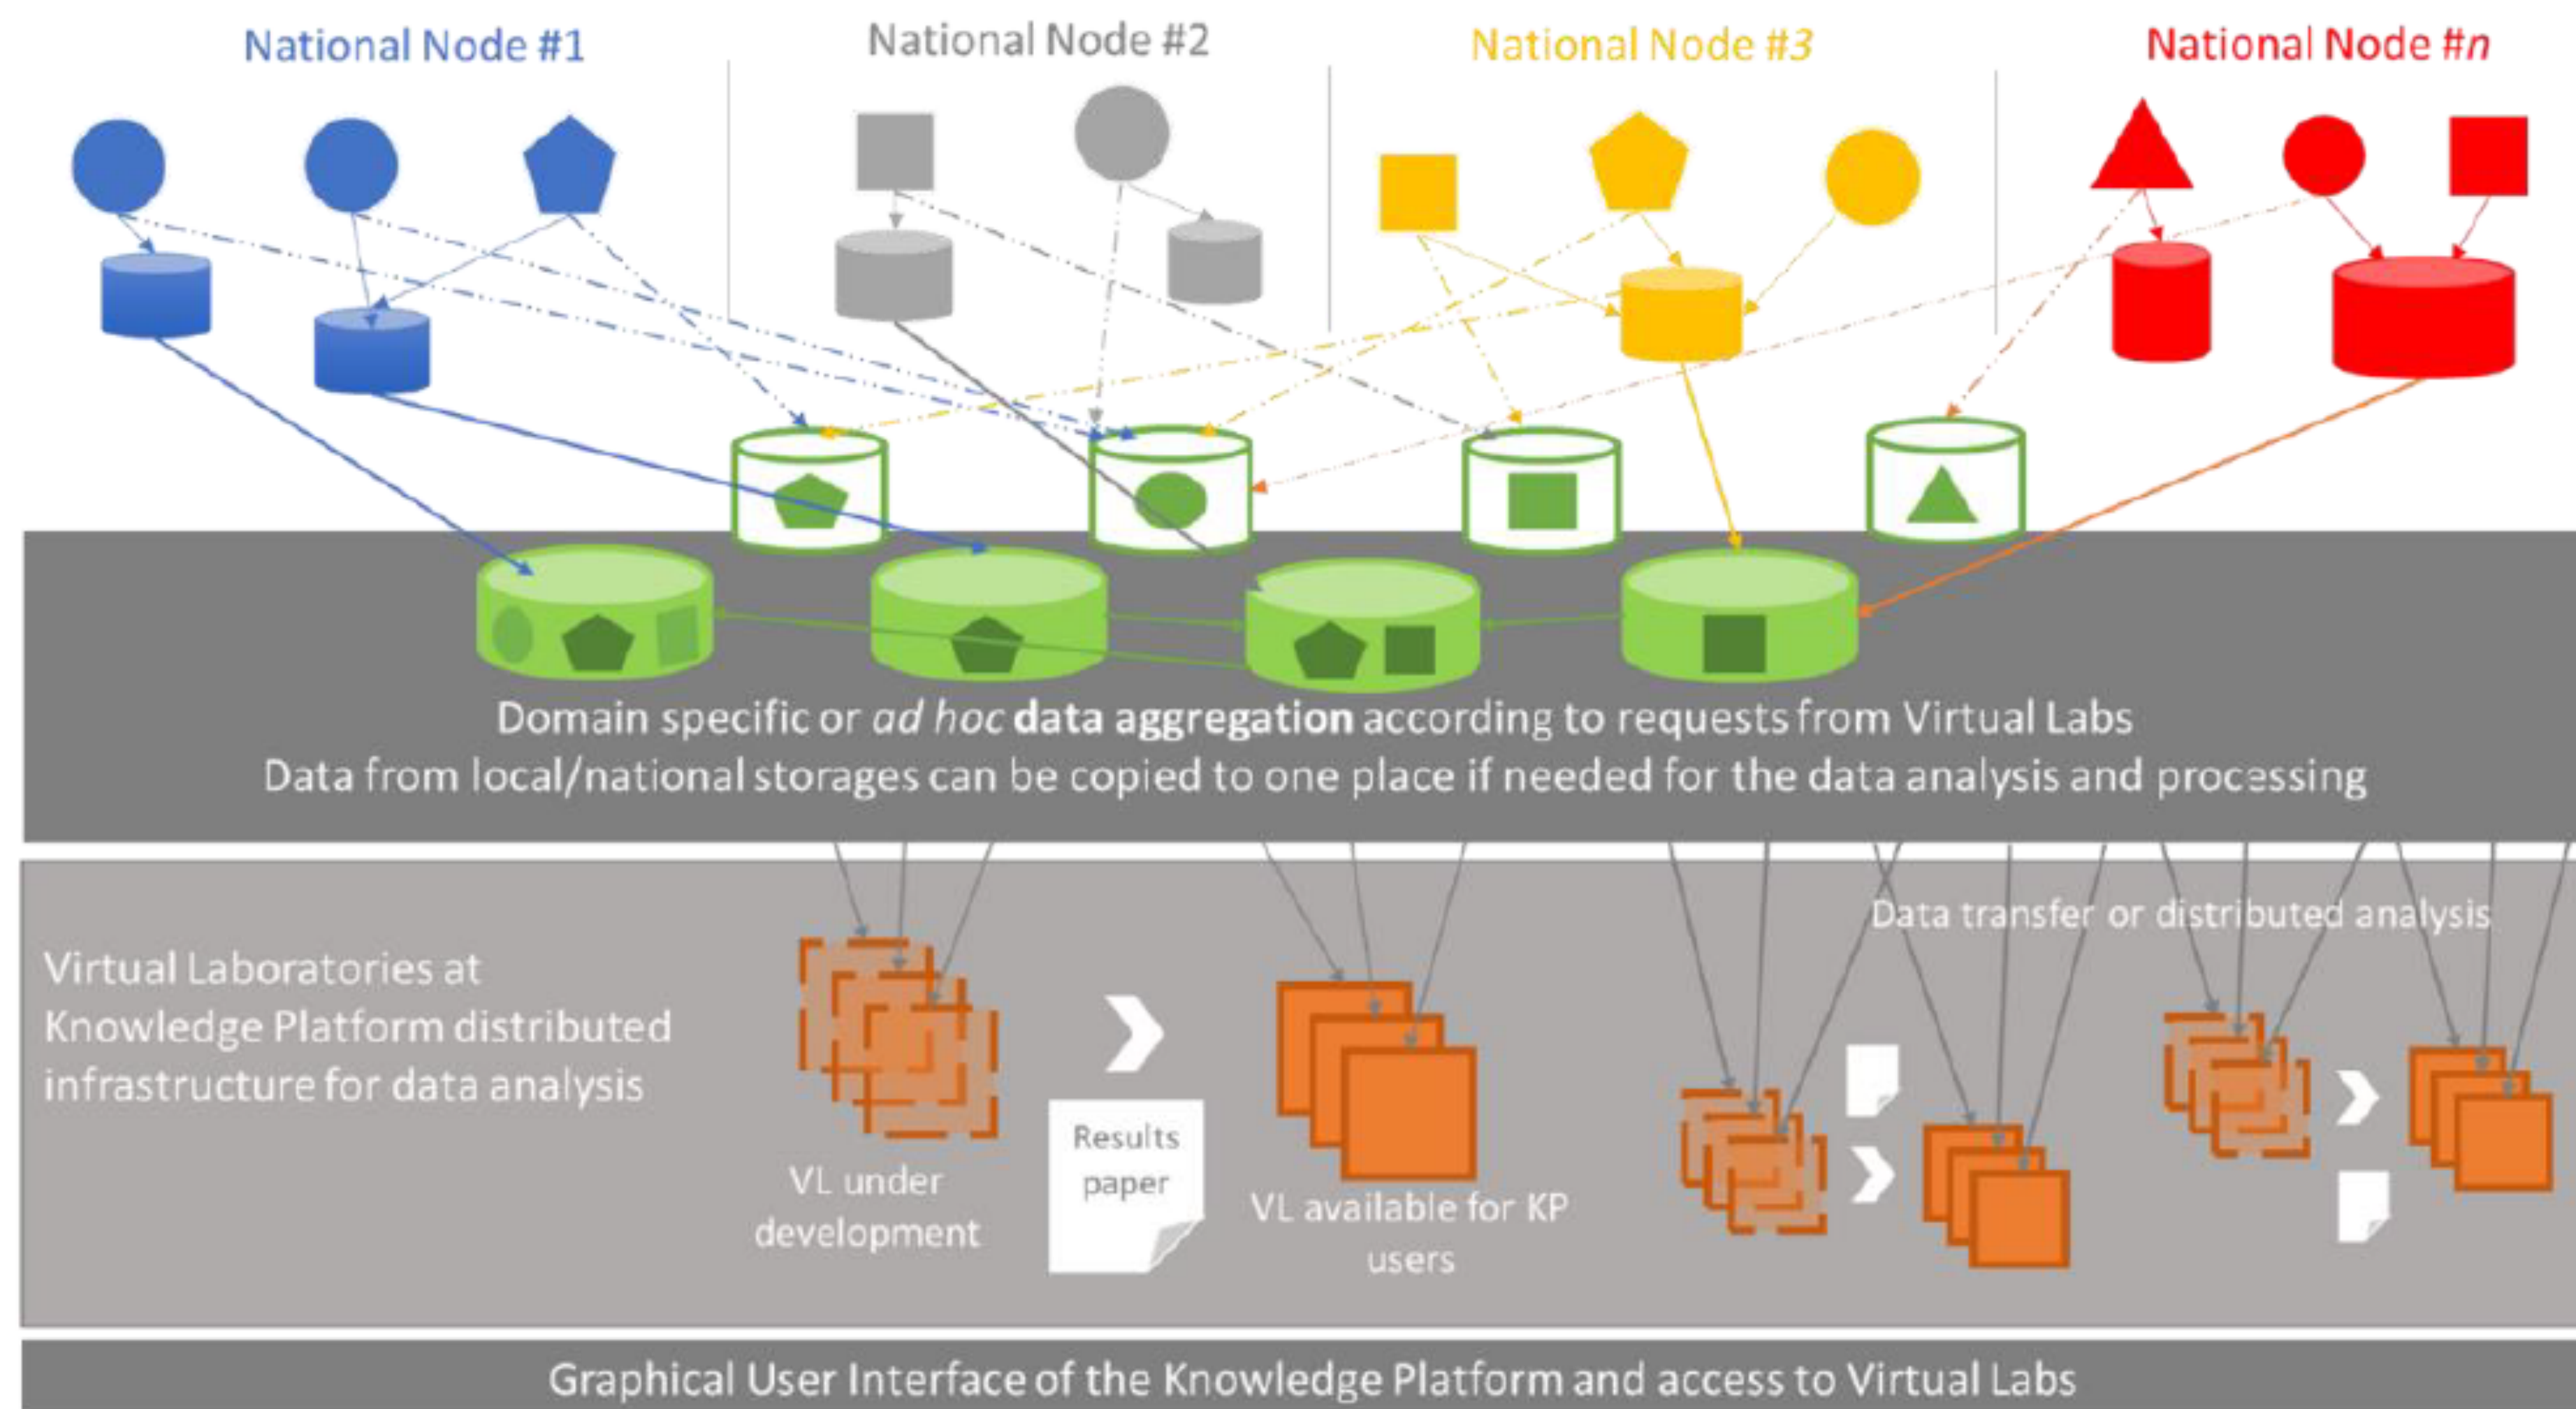 National Node #1
National Node #2
National Node #3
National Node #n
Domain specific or ad hoc data aggregation according to requests from Virtual Labs
Data from local/national storages can be copied to one place if needed for the data analysis and processing
Data transfer or distributed analysis
Virtual Laboratories at
Knowledge Platform distributed
infrastructure for data analysis
VL under
development
Results
paper
VL available for KP
users
Graphical User Interface of the Knowledge Platform and access to Virtual Labs